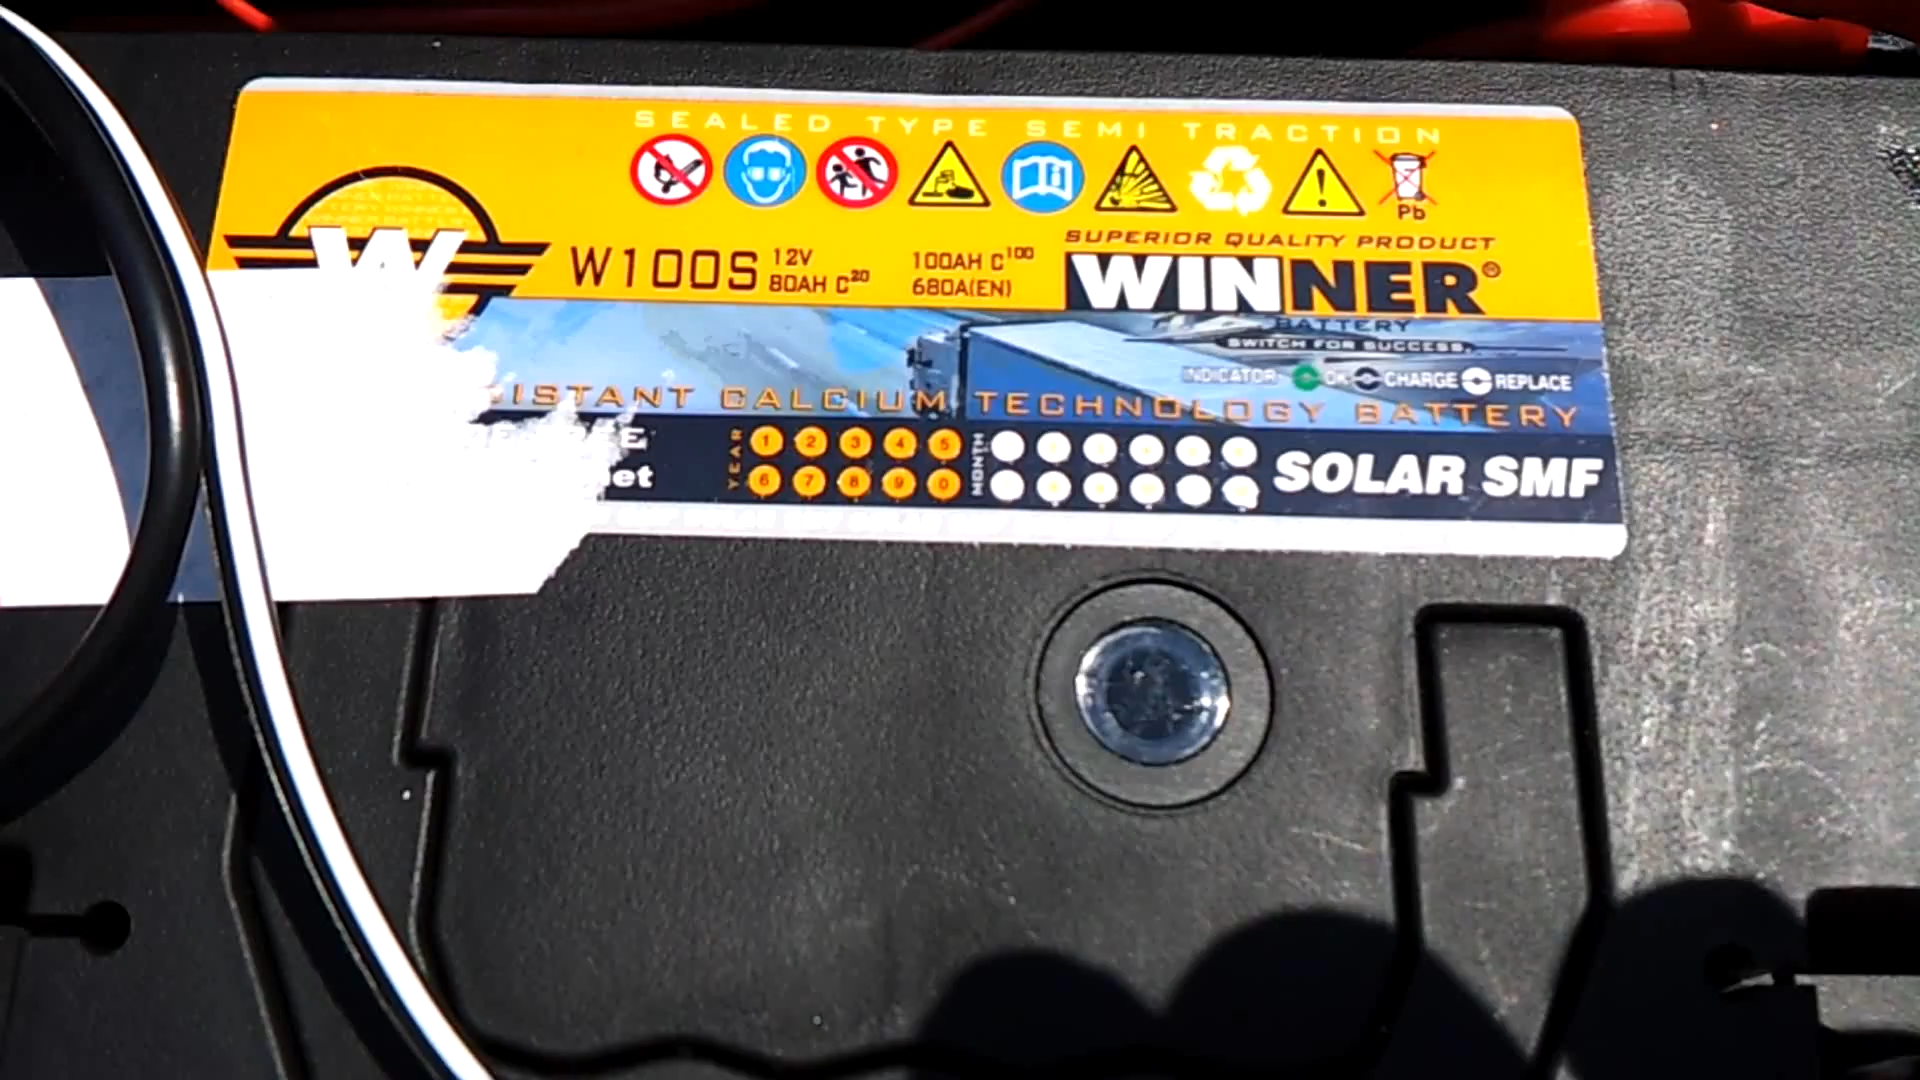 SEALED TYPE SEMI TRACTION
Pb
SUPERIOR QUALITY PRODUCT
W
W100S
12V
80AH C20
100AH C100
680A(EN)
WINNER®
BATTERY
SWITCH FOR SUCCESS
INDICATOR OK CHARGE REPLACE
CALCIUM TECHNOLOGY BATTERY
YEAR
1 2 3 4 5
6 7 8 9 0
MONTH
SOLAR SMF